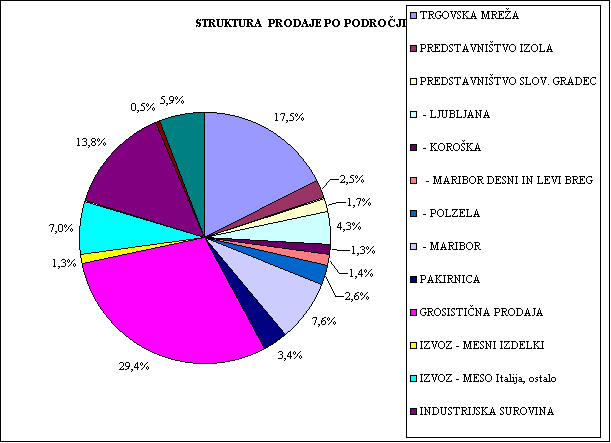 STRUKTURA PRODAJE PO PODROČJI
17,5%
2,5%
1,7%
4,3%
1,3%
1,4%
2,6%
7,6%
3,4%
29,4%
1,3%
7,0%
13,8%
0,5%
5,9%
TRGOVSKA MREŽA
PREDSTAVNIŠTVO IZOLA
PREDSTAVNIŠTVO SLOV. GRADEC
- LJUBLJANA
- KOROŠKA
- MARIBOR DESNI IN LEVI BREG
- POLZELA
- MARIBOR
PAKIRNICA
GROSISTIČNA PRODAJA
IZVOZ - MESNI IZDELKI
IZVOZ - MESO Italija, ostalo
INDUSTRIJSKA SUROVINA